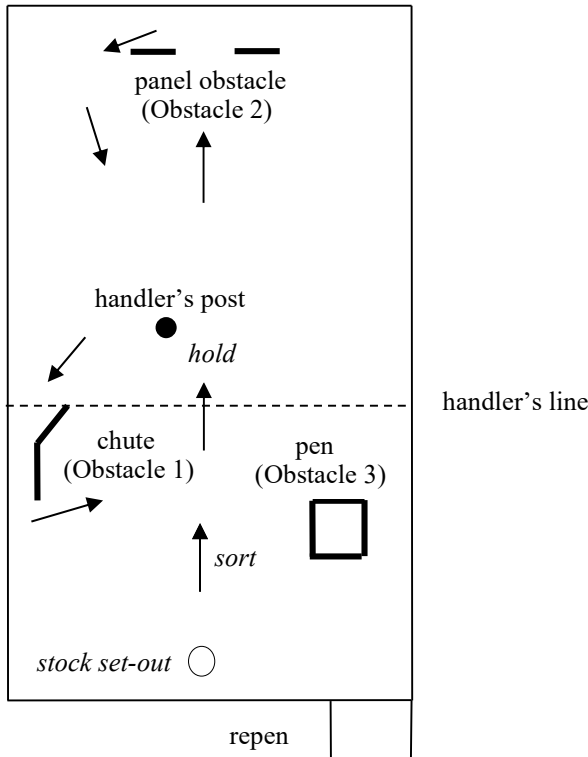 panel obstacle
(Obstacle 2)
handler’s post
hold
handler’s line
chute
(Obstacle 1)
pen
(Obstacle 3)
sort
stock set-out
repen